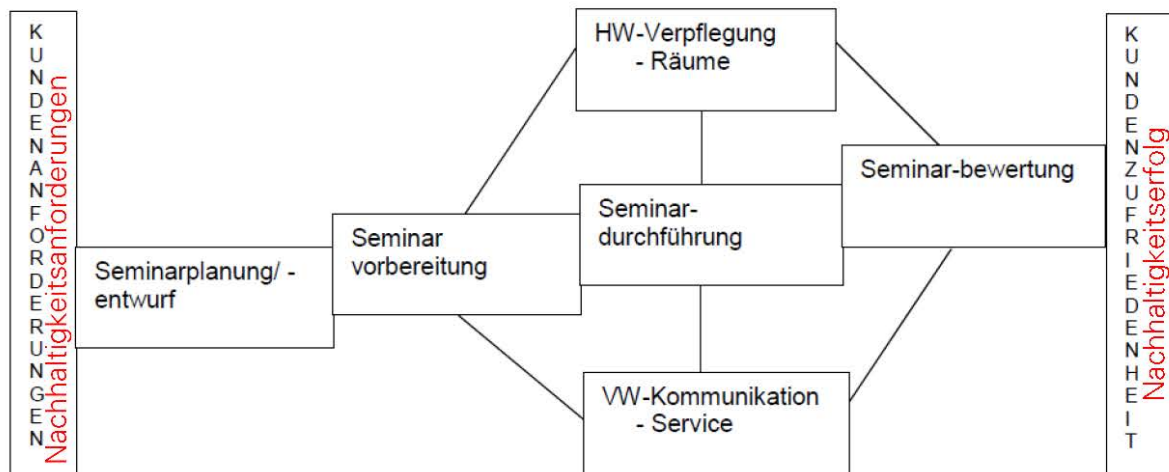 KUNDENANFORDERUNGEN
Nachhaltigkeitsanforderungen
Seminarplanung/ -
entwurf
Seminar
vorbereitung
HW-Verpflegung
- Räume
Seminar-
durchführung
VW-Kommunikation
- Service
Seminar-bewertung
KUNDENZUFRIEDENHEIT
Nachhaltigkeitserfolg